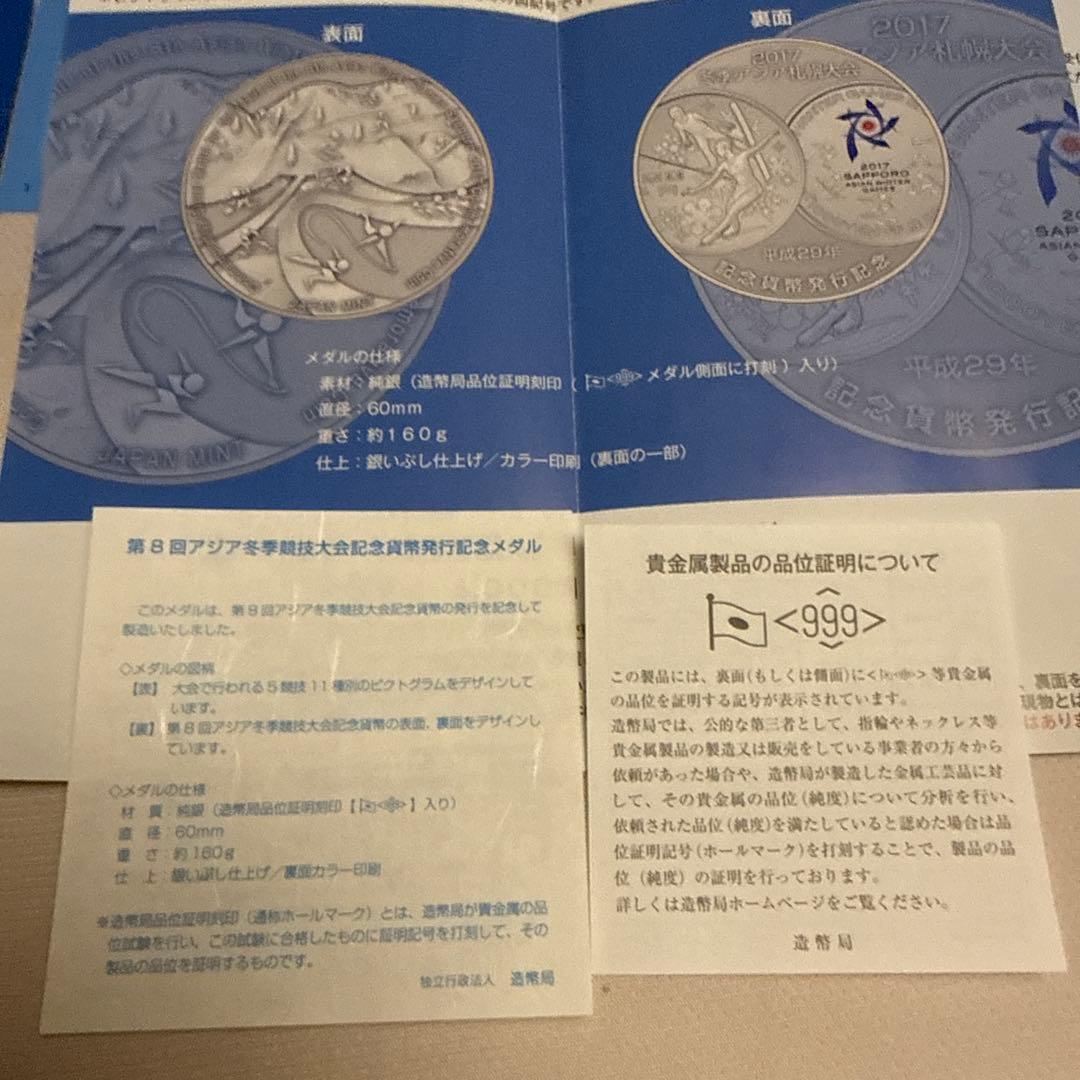 の回記号です。
表面
裏面
JAPAN MINT
2017
冬季アジア札幌大会
2017
SAPPORO
ASIAN WINTER
GAMES
平成29年
記念貨幣発行記念
メダルの仕様
素材：純銀（造幣局品位証明刻印（<999>メダル側面に打刻）入り）
直径：60mm
重さ：約160g
仕上：銀いぶし仕上げ／カラー印刷（裏面の一部）
JAPAN MINT
2017
アジア札幌大会
平成29年
記念貨幣発行記
第8回アジア冬季競技大会記念貨幣発行記念メダル
このメダルは、第8回アジア冬季競技大会記念貨幣の発行を記念して
製造いたしました。
◇メダルの図柄
【表】 大会で行われる5競技11種別のピクトグラムをデザインして
います。
【裏】 第8回アジア冬季競技大会記念貨幣の表面、裏面をデザインし
ています。
◇メダルの仕様
材 質：純銀（造幣局品位証明刻印【<999>】入り）
直 径：60mm
重 さ：約160g
仕 上：銀いぶし仕上げ／裏面カラー印刷
※造幣局品位証明刻印（通称ホールマーク）とは、造幣局が貴金属の品
位試験を行い、この試験に合格したものに証明記号を打刻して、その
製品の品位を証明するものです。
独立行政法人 造幣局
貴金属製品の品位証明について
<999>
この製品には、裏面(もしくは側面)に<999>等貴金属
の品位を証明する記号が表示されています。
造幣局では、公的な第三者として、指輪やネックレス等
貴金属製品の製造又は販売をしている事業者の方々から
依頼があった場合や、造幣局が製造した金属工芸品に対
して、その貴金属の品位(純度)について分析を行い、
依頼された品位(純度)を満たしていると認めた場合は品
位証明記号(ホールマーク)を打刻することで、製品の品
位（純度）の証明を行っております。
詳しくは造幣局ホームページをご覧ください。
造幣局
、裏面を
現物とは
はありま